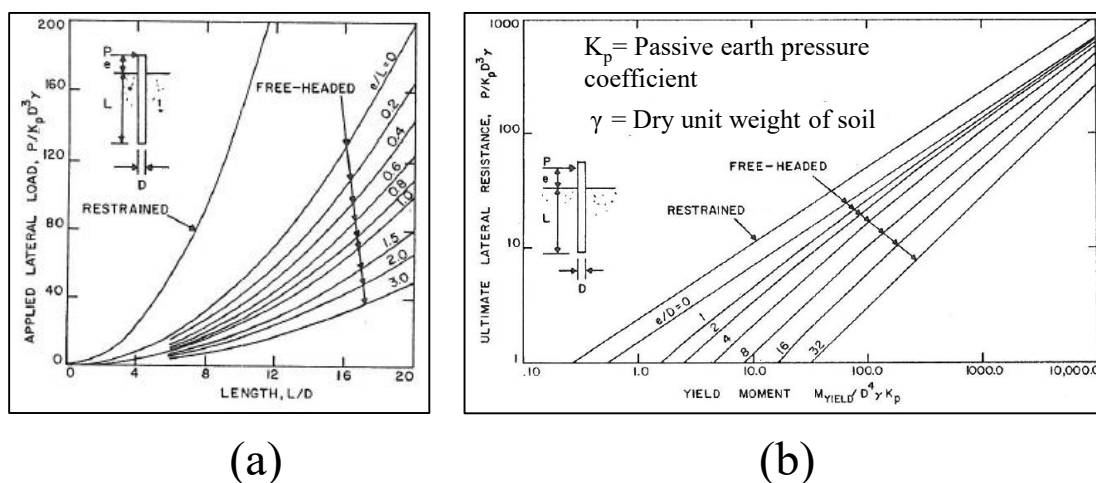 200
160
120
80
40
0
APPLIED LATERAL LOAD, P/KpD³γ
P
e
L
D
RESTRAINED
FREE-HEADED
e/L=0
0.2
0.4
0.6
0.8
1.0
1.5
2.0
3.0
0 4 8 12 16 20
LENGTH, L/D
(a)
1000
100
10
1
ULTIMATE LATERAL RESISTANCE, P/KpD³γ
Kp= Passive earth pressure
coefficient
γ = Dry unit weight of soil
P
e
L
D
FREE-HEADED
RESTRAINED
e/D=0
1
2
4
8
16
32
.10 1.0 10.0 100.0 1000.0 10,000.0
YIELD MOMENT MYIELD/D⁴γKp
(b)